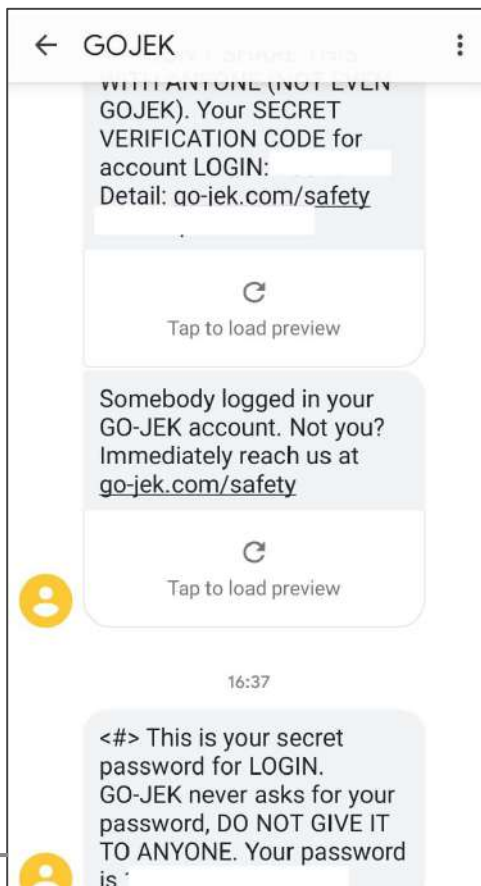 GOJEK
WITH ANYONE (NOT EVEN
GOJEK). Your SECRET
VERIFICATION CODE for
account LOGIN:
Detail: go-jek.com/safety
Tap to load preview
Somebody logged in your
GO-JEK account. Not you?
Immediately reach us at
go-jek.com/safety
Tap to load preview
16:37
<#> This is your secret
password for LOGIN.
GO-JEK never asks for your
password, DO NOT GIVE IT
TO ANYONE. Your password
is